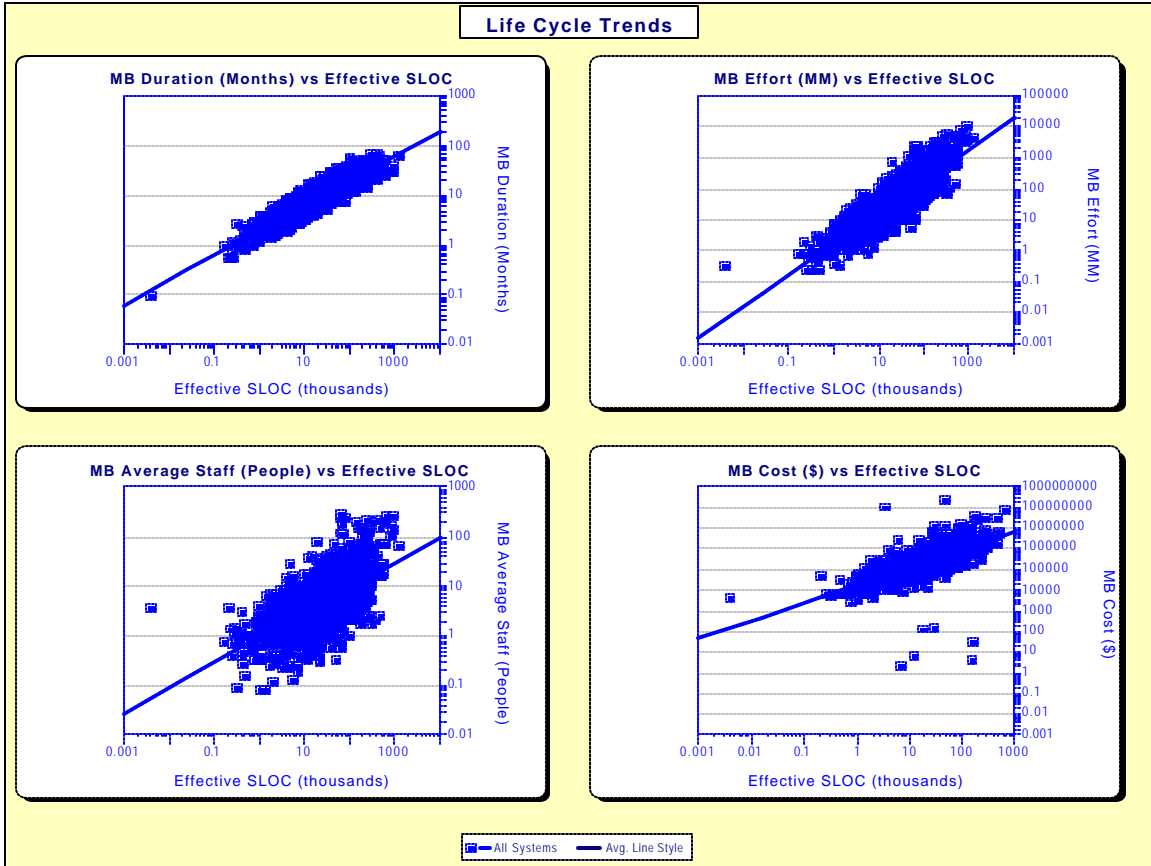 Life Cycle Trends
MB Duration (Months) vs Effective SLOC
1000
100
10
1
0.1
0.01
MB Duration (Months)
0.001 0.1 10 1000
Effective SLOC (thousands)
MB Effort (MM) vs Effective SLOC
100000
10000
1000
100
10
1
0.1
0.01
0.001
MB Effort (MM)
0.001 0.1 10 1000
Effective SLOC (thousands)
MB Average Staff (People) vs Effective SLOC
1000
100
10
1
0.1
0.01
MB Average Staff (People)
0.001 0.1 10 1000
Effective SLOC (thousands)
MB Cost ($) vs Effective SLOC
1000000000
100000000
10000000
1000000
100000
10000
1000
100
10
1
0.1
0.01
0.001
MB Cost ($)
0.001 0.01 0.1 1 10 100 1000
Effective SLOC (thousands)
All Systems Avg. Line Style